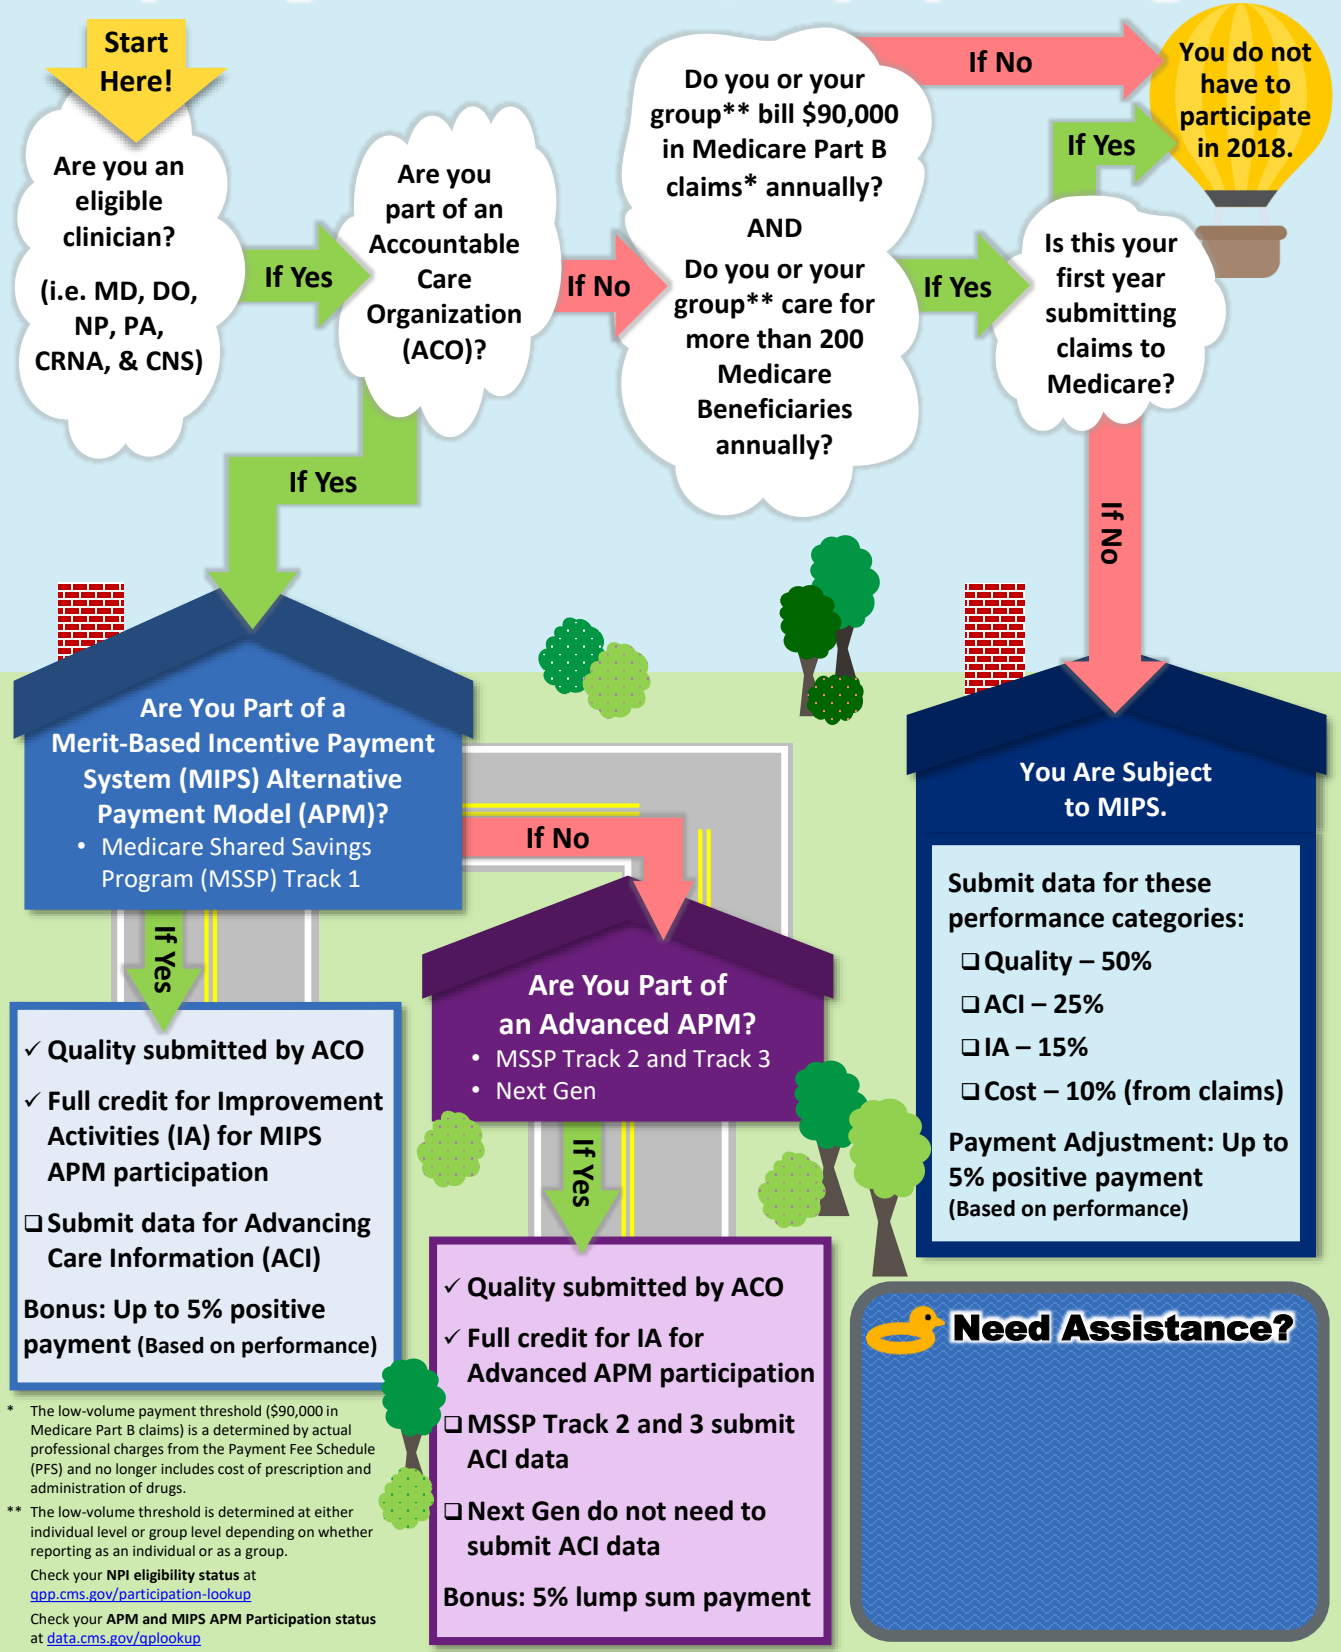 Start
Here!
Are you an
eligible
clinician?
(i.e. MD, DO,
NP, PA,
CRNA, & CNS)
If Yes
Are you
part of an
Accountable
Care
Organization
(ACO)?
If No
If Yes
Do you or your
group** bill $90,000
in Medicare Part B
claims* annually?
AND
Do you or your
group** care for
more than 200
Medicare
Beneficiaries
annually?
If No
If Yes
Is this your
first year
submitting
claims to
Medicare?
If Yes
You do not
have to
participate
in 2018.
If No
Are You Part of a
Merit-Based Incentive Payment
System (MIPS) Alternative
Payment Model (APM)?
• Medicare Shared Savings
Program (MSSP) Track 1
If No
If Yes
✓ Quality submitted by ACO
✓ Full credit for Improvement
Activities (IA) for MIPS
APM participation
❑ Submit data for Advancing
Care Information (ACI)
Bonus: Up to 5% positive
payment (Based on performance)
Are You Part of
an Advanced APM?
• MSSP Track 2 and Track 3
• Next Gen
If Yes
✓ Quality submitted by ACO
✓ Full credit for IA for
Advanced APM participation
❑ MSSP Track 2 and 3 submit
ACI data
❑ Next Gen do not need to
submit ACI data
Bonus: 5% lump sum payment
You Are Subject
to MIPS.
Submit data for these
performance categories:
❑ Quality – 50%
❑ ACI – 25%
❑ IA – 15%
❑ Cost – 10% (from claims)
Payment Adjustment: Up to
5% positive payment
(Based on performance)
Need Assistance?
* The low-volume payment threshold ($90,000 in
Medicare Part B claims) is a determined by actual
professional charges from the Payment Fee Schedule
(PFS) and no longer includes cost of prescription and
administration of drugs.
** The low-volume threshold is determined at either
individual level or group level depending on whether
reporting as an individual or as a group.
Check your NPI eligibility status at
qpp.cms.gov/participation-lookup
Check your APM and MIPS APM Participation status
at data.cms.gov/qplookup